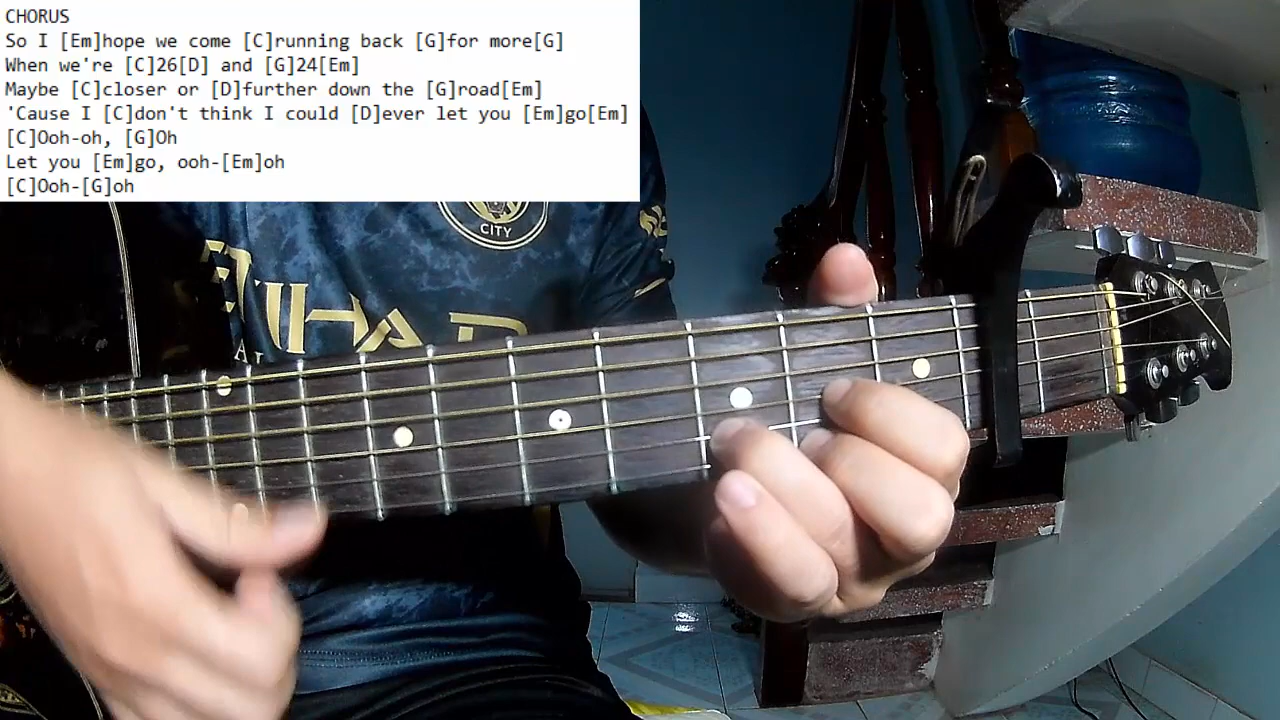 CHORUS
So I [Em]hope we come [C]running back [G]for more[G]
When we're [C]26[D] and [G]24[Em]
Maybe [C]closer or [D]further down the [G]road[Em]
'Cause I [C]don't think I could [D]ever let you [Em]go[Em]
[C]Ooh-oh, [G]Oh
Let you [Em]go, ooh-[Em]oh
[C]Ooh-[G]oh
CITY